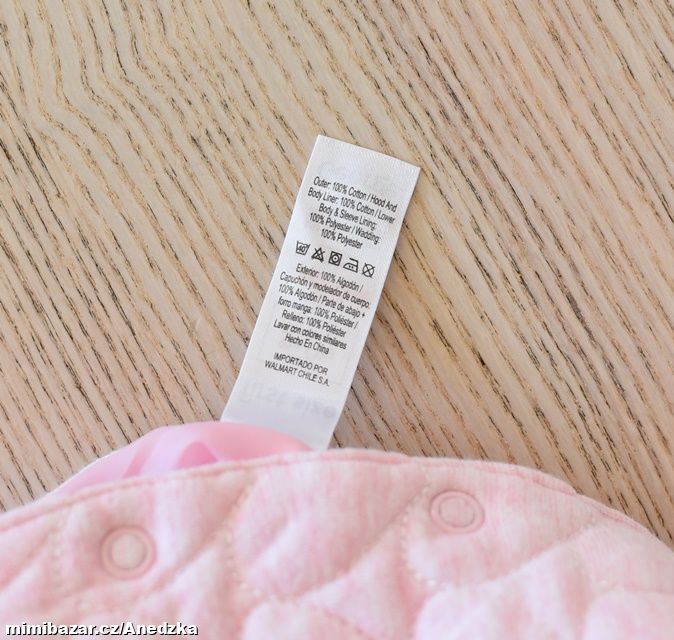 Outer: 100% Cotton / Hood And
Body Liner: 100% Cotton / Lower
Body & Sleeve Lining:
100% Polyester / Wadding:
100% Polyester
40
Exterior: 100% Algodón /
Capuchón y modelador de cuerpo:
100% Algodón / Parte de abajo +
forro manga: 100% Poliéster /
Relleno: 100% Poliéster
Lavar con colores similares
Hecho En China
IMPORTADO POR
WALMART CHILE S.A.
mimibazar.cz/Anedzka